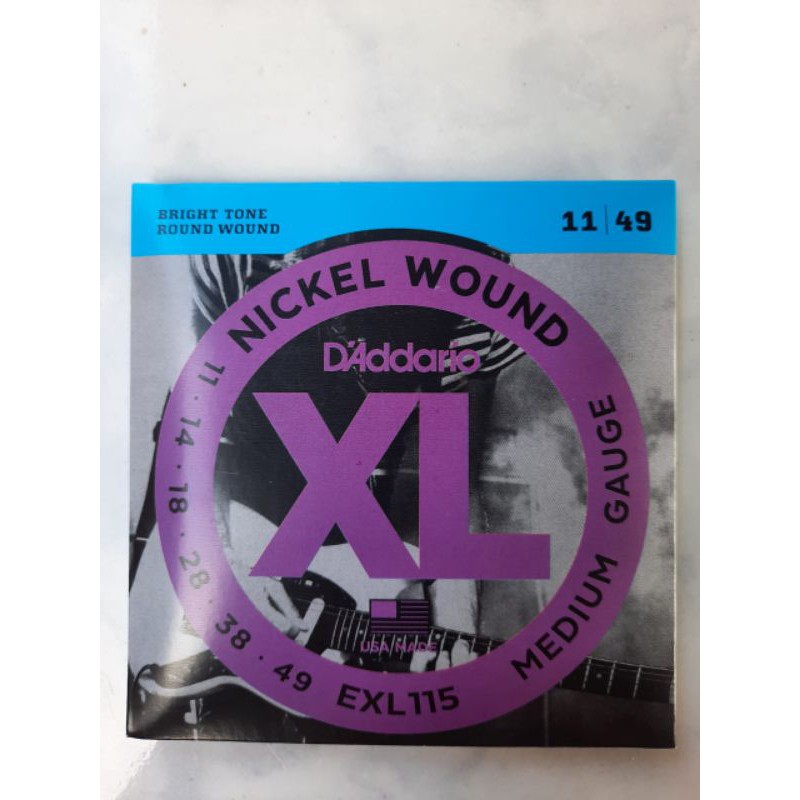 BRIGHT TONE
ROUND WOUND
11 | 49
NICKEL WOUND
D'Addario
XL
11 · 14 · 18 · 28 · 38 · 49
USA MADE
EXL115
MEDIUM GAUGE